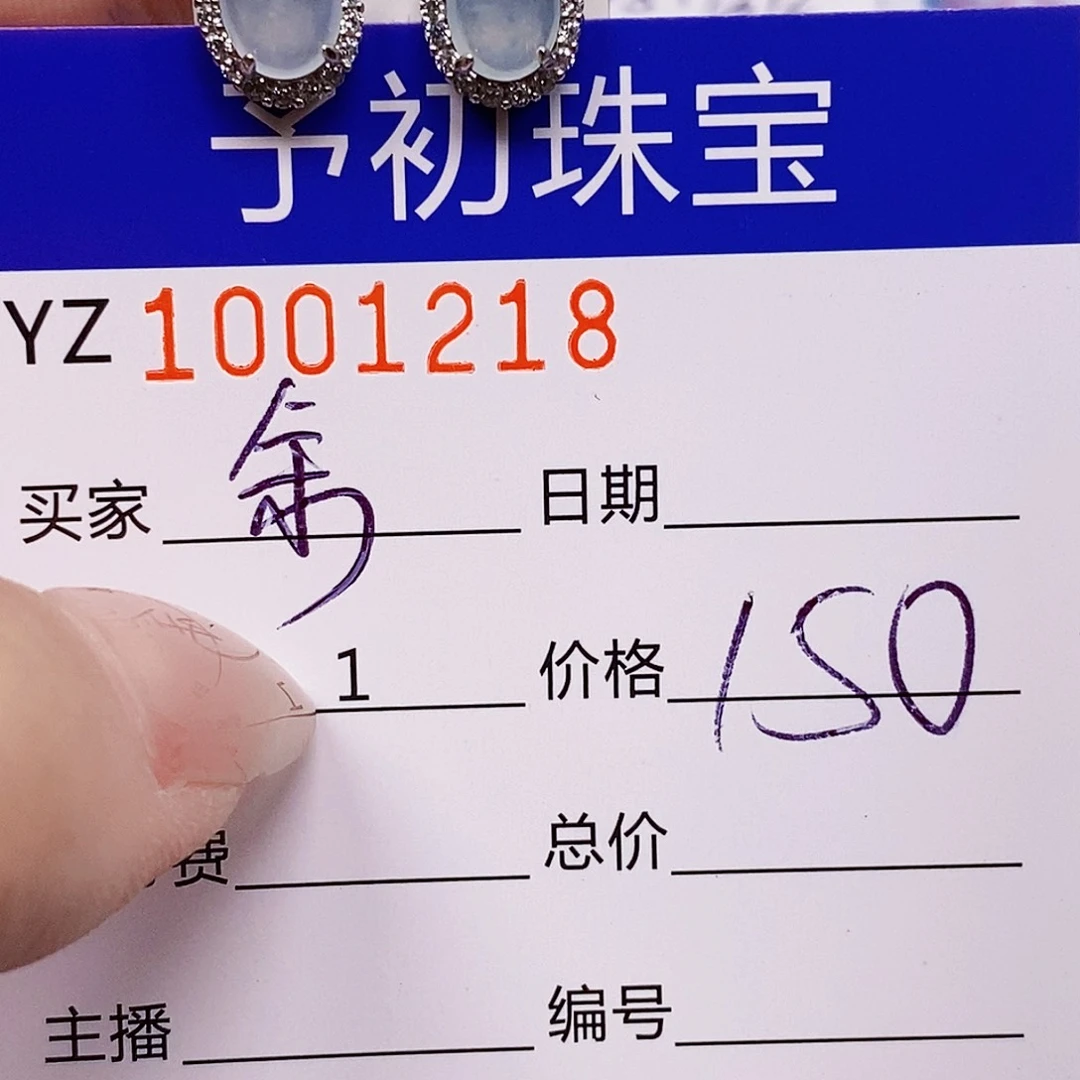 予初珠宝
YZ 1001218
买家 余 日期
1 价格 150
费 总价
主播 编号